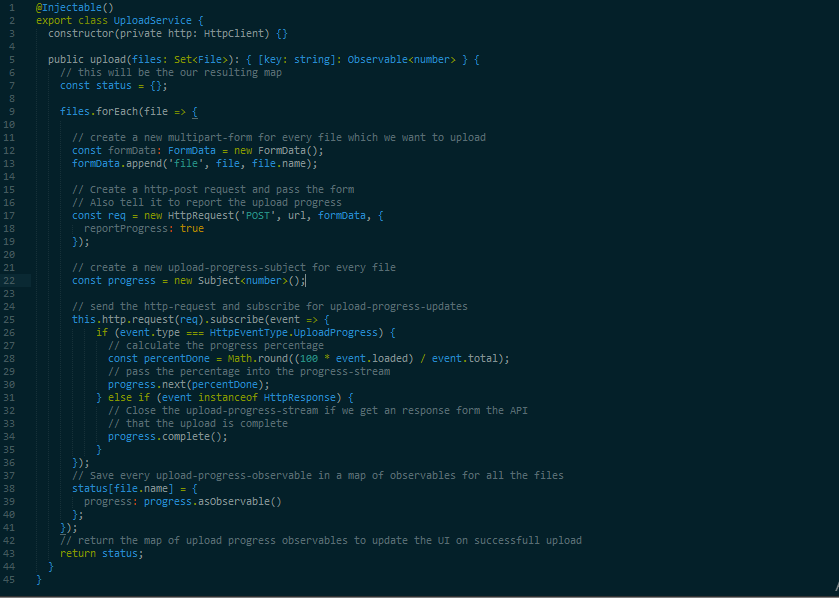 1 @Injectable()
2 export class UploadService {
3 constructor(private http: HttpClient) {}
4
5 public upload(files: Set<File>): { [key: string]: Observable<number> } {
6 // this will be the our resulting map
7 const status = {};
8
9 files.forEach(file => {
10
11 // create a new multipart-form for every file which we want to upload
12 const formData: FormData = new FormData();
13 formData.append('file', file, file.name);
14
15 // Create a http-post request and pass the form
16 // Also tell it to report the upload progress
17 const req = new HttpRequest('POST', url, formData, {
18 reportProgress: true
19 });
20
21 // create a new upload-progress-subject for every file
22 const progress = new Subject<number>();
23
24 // send the http-request and subscribe for upload-progress-updates
25 this.http.request(req).subscribe(event => {
26 if (event.type === HttpEventType.UploadProgress) {
27 // calculate the progress percentage
28 const percentDone = Math.round((100 * event.loaded) / event.total);
29 // pass the percentage into the progress-stream
30 progress.next(percentDone);
31 } else if (event instanceof HttpResponse) {
32 // Close the upload-progress-stream if we get an response form the API
33 // that the upload is complete
34 progress.complete();
35 }
36 });
37 // Save every upload-progress-observable in a map of observables for all the files
38 status[file.name] = {
39 progress: progress.asObservable()
40 };
41 });
42 // return the map of upload progress observables to update the UI on successfull upload
43 return status;
44 }
45 }